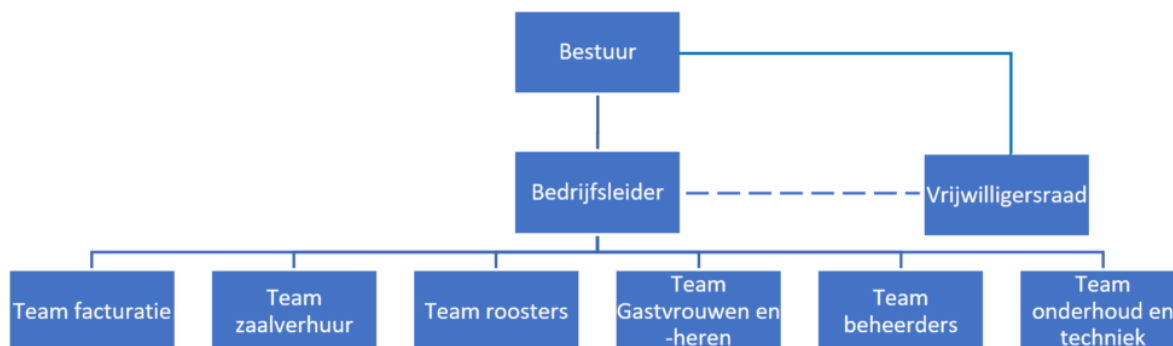 Bestuur
Bedrijfsleider
Vrijwilligersraad
Team facturatie
Team
zaalverhuur
Team roosters
Team
Gastvrouwen en
-heren
Team
beheerders
Team
onderhoud en
techniek